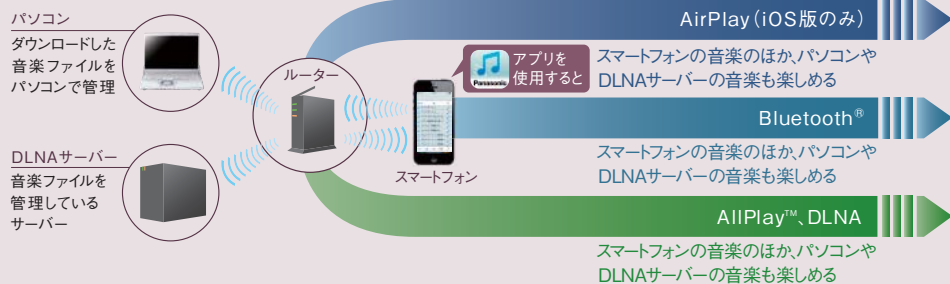 パソコン
ダウンロードした
音楽ファイルを
パソコンで管理
DLNAサーバー
音楽ファイルを
管理している
サーバー
ルーター
スマートフォン
アプリを
使用すると
Panasonic
AirPlay(iOS版のみ)
スマートフォンの音楽のほか、パソコンや
DLNAサーバーの音楽も楽しめる
Bluetooth®
スマートフォンの音楽のほか、パソコンや
DLNAサーバーの音楽も楽しめる
AllPlay™、DLNA
スマートフォンの音楽のほか、パソコンや
DLNAサーバーの音楽も楽しめる